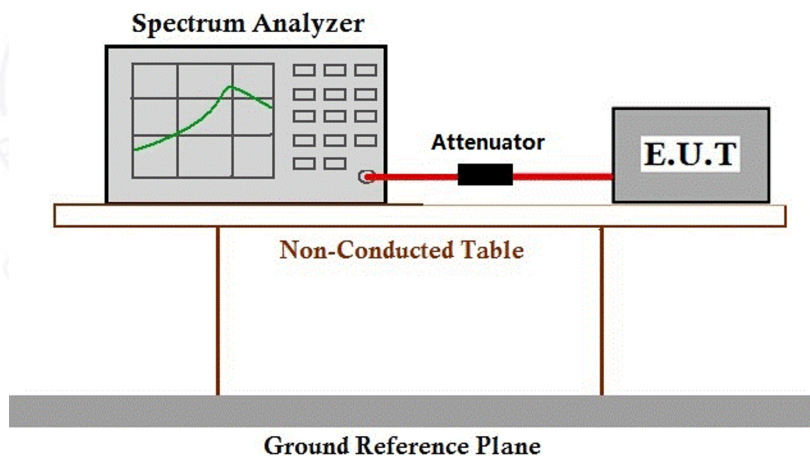 Spectrum Analyzer
Attenuator
E.U.T
Non-Conducted Table
Ground Reference Plane